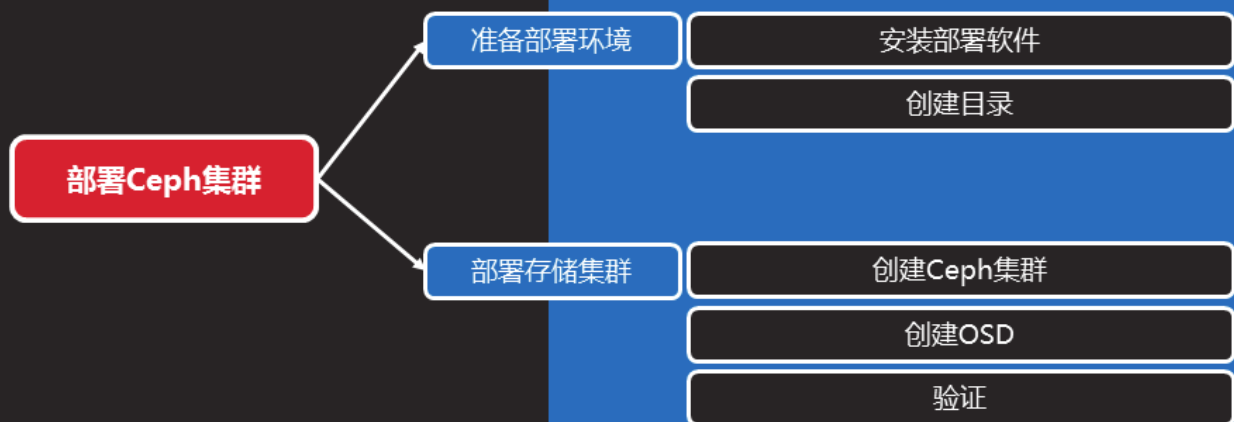 部署Ceph集群
准备部署环境
安装部署软件
创建目录
部署存储集群
创建Ceph集群
创建OSD
验证